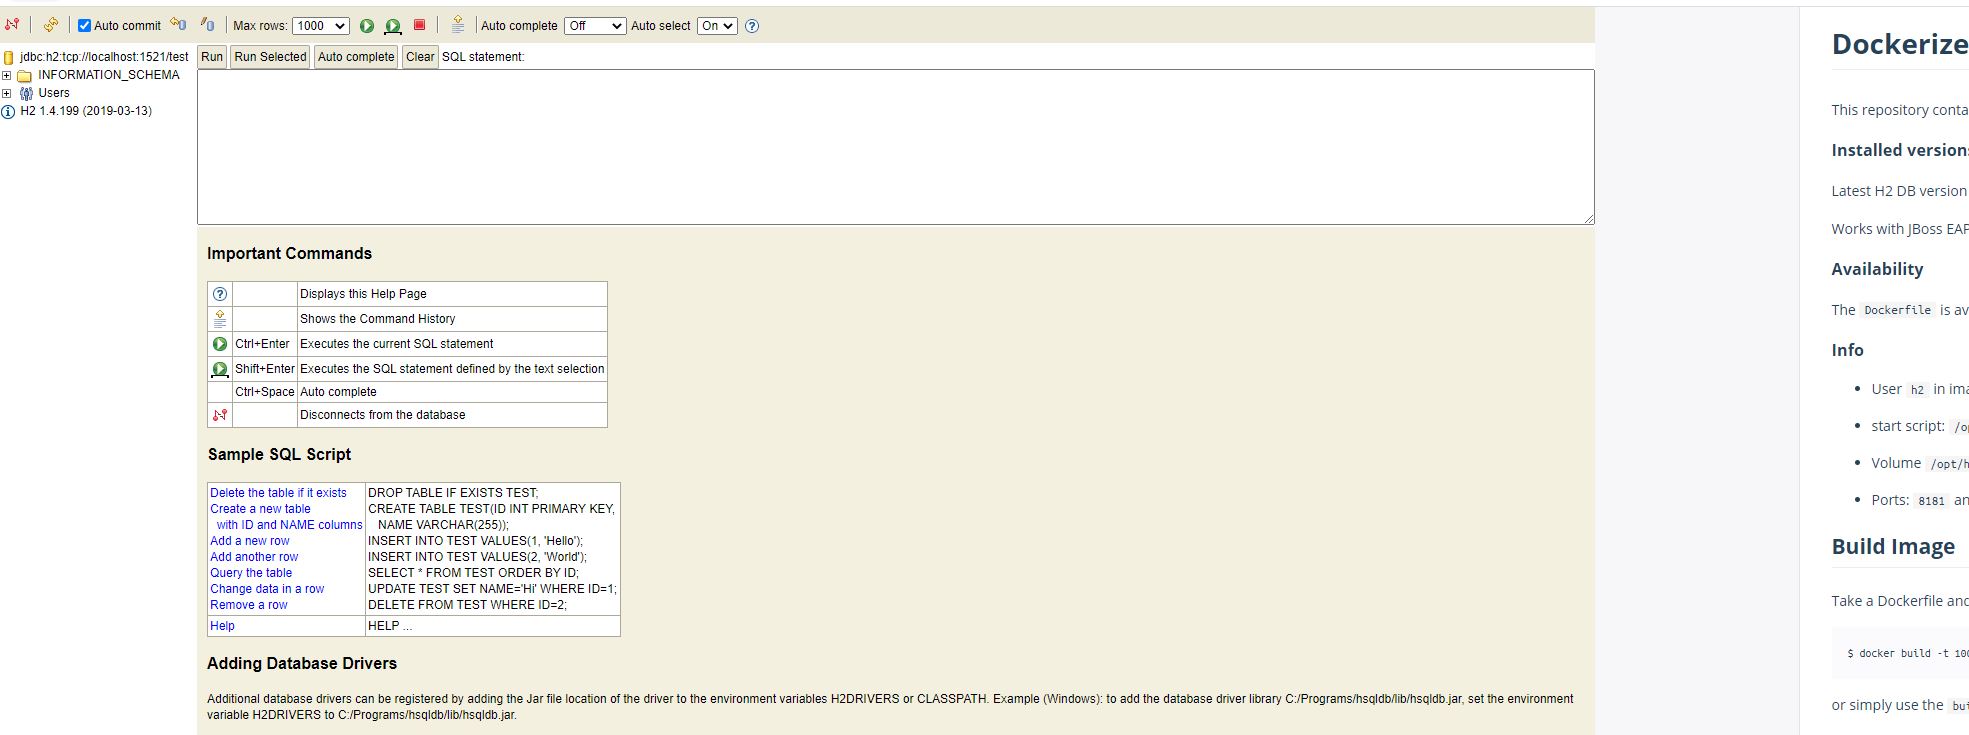 Auto commit Max rows: 1000 Auto complete Off Auto select On
jdbc:h2:tcp://localhost:1521/test
INFORMATION_SCHEMA
Users
H2 1.4.199 (2019-03-13)
Run Run Selected Auto complete Clear SQL statement:
Important Commands
Displays this Help Page
Shows the Command History
Ctrl+Enter Executes the current SQL statement
Shift+Enter Executes the SQL statement defined by the text selection
Ctrl+Space Auto complete
Disconnects from the database
Sample SQL Script
Delete the table if it exists DROP TABLE IF EXISTS TEST;
Create a new table CREATE TABLE TEST(ID INT PRIMARY KEY,
with ID and NAME columns NAME VARCHAR(255));
Add a new row INSERT INTO TEST VALUES(1, 'Hello');
Add another row INSERT INTO TEST VALUES(2, 'World');
Query the table SELECT * FROM TEST ORDER BY ID;
Change data in a row UPDATE TEST SET NAME='Hi' WHERE ID=1;
Remove a row DELETE FROM TEST WHERE ID=2;
Help HELP ...
Adding Database Drivers
Additional database drivers can be registered by adding the Jar file location of the driver to the environment variables H2DRIVERS or CLASSPATH. Example (Windows): to add the database driver library C:/Programs/hsqldb/lib/hsqldb.jar, set the environment
variable H2DRIVERS to C:/Programs/hsqldb/lib/hsqldb.jar.
Dockerize
This repository conta
Installed version
Latest H2 DB version
Works with JBoss EAP
Availability
The Dockerfile is av
Info
User h2 in ima
start script: /o
Volume /opt/h
Ports: 8181 an
Build Image
Take a Dockerfile and
$ docker build -t 100
or simply use the bui